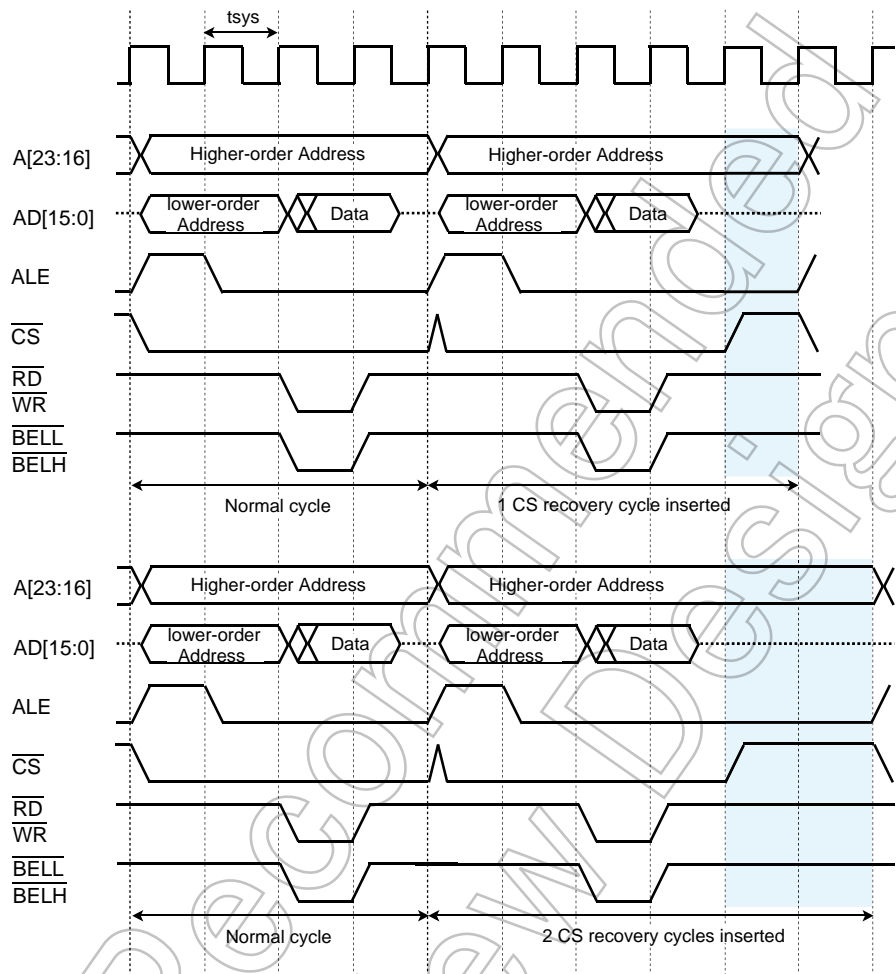 tsys
A[23:16] Higher-order Address Higher-order Address
AD[15:0] lower-order Address Data lower-order Address Data
ALE
CS
RD
WR
BELL
BELH
Normal cycle 1 CS recovery cycle inserted
A[23:16] Higher-order Address Higher-order Address
AD[15:0] lower-order Address Data lower-order Address Data
ALE
CS
RD
WR
BELL
BELH
Normal cycle 2 CS recovery cycles inserted
Recommended
ew Design